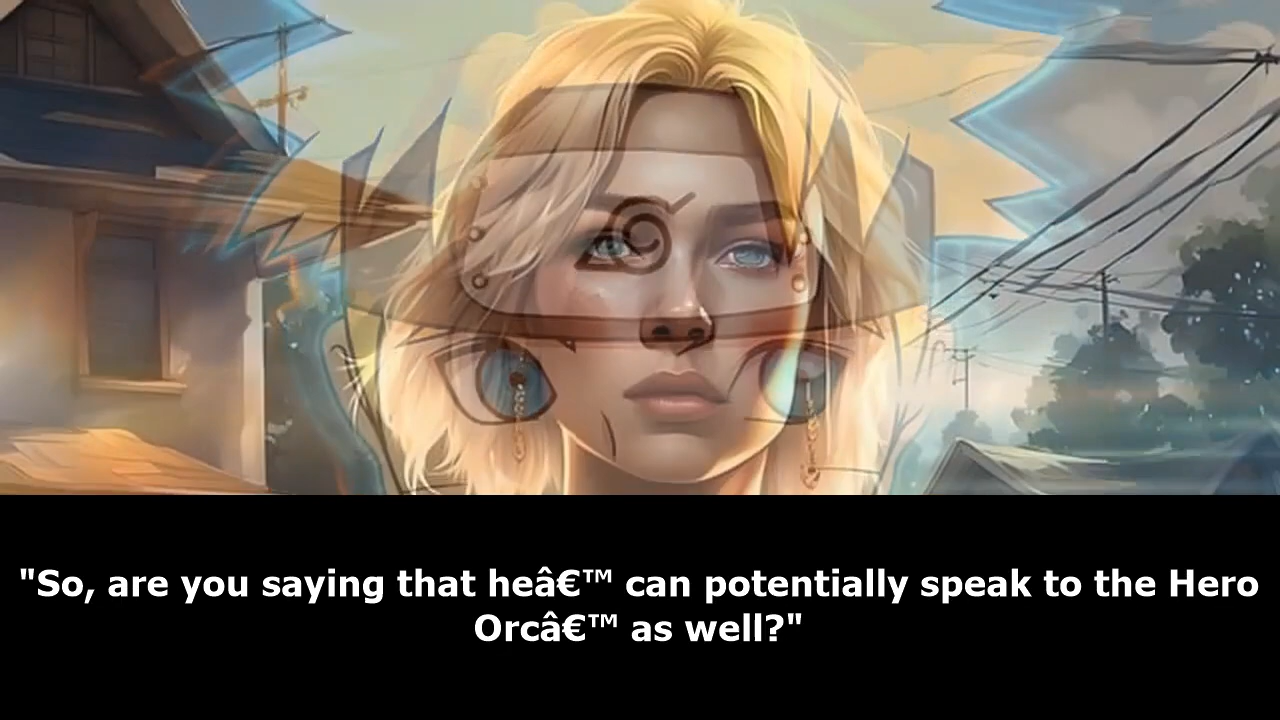 "So, are you saying that heâ€™ can potentially speak to the Hero
Orcâ€™ as well?"